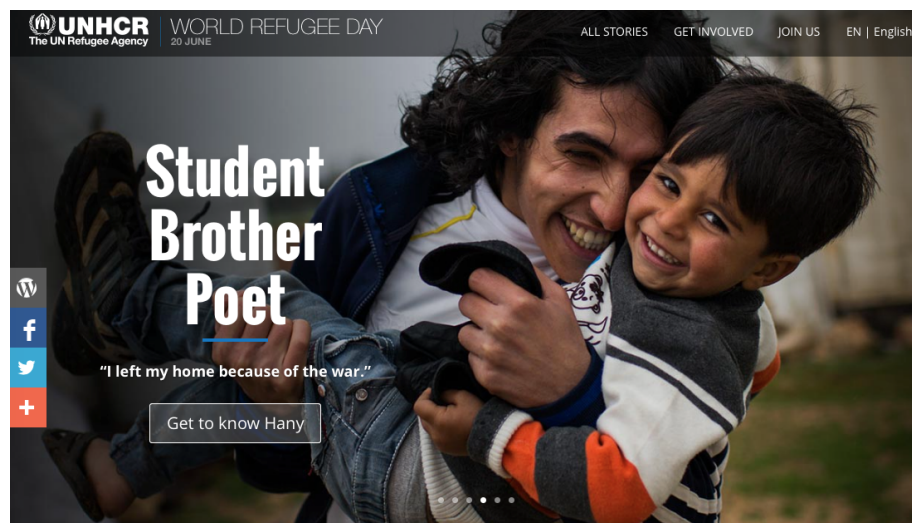 UNHCR
The UN Refugee Agency
WORLD REFUGEE DAY
20 JUNE
ALL STORIES
GET INVOLVED
JOIN US
EN | English
Student
Brother
Poet
“I left my home because of the war.”
Get to know Hany